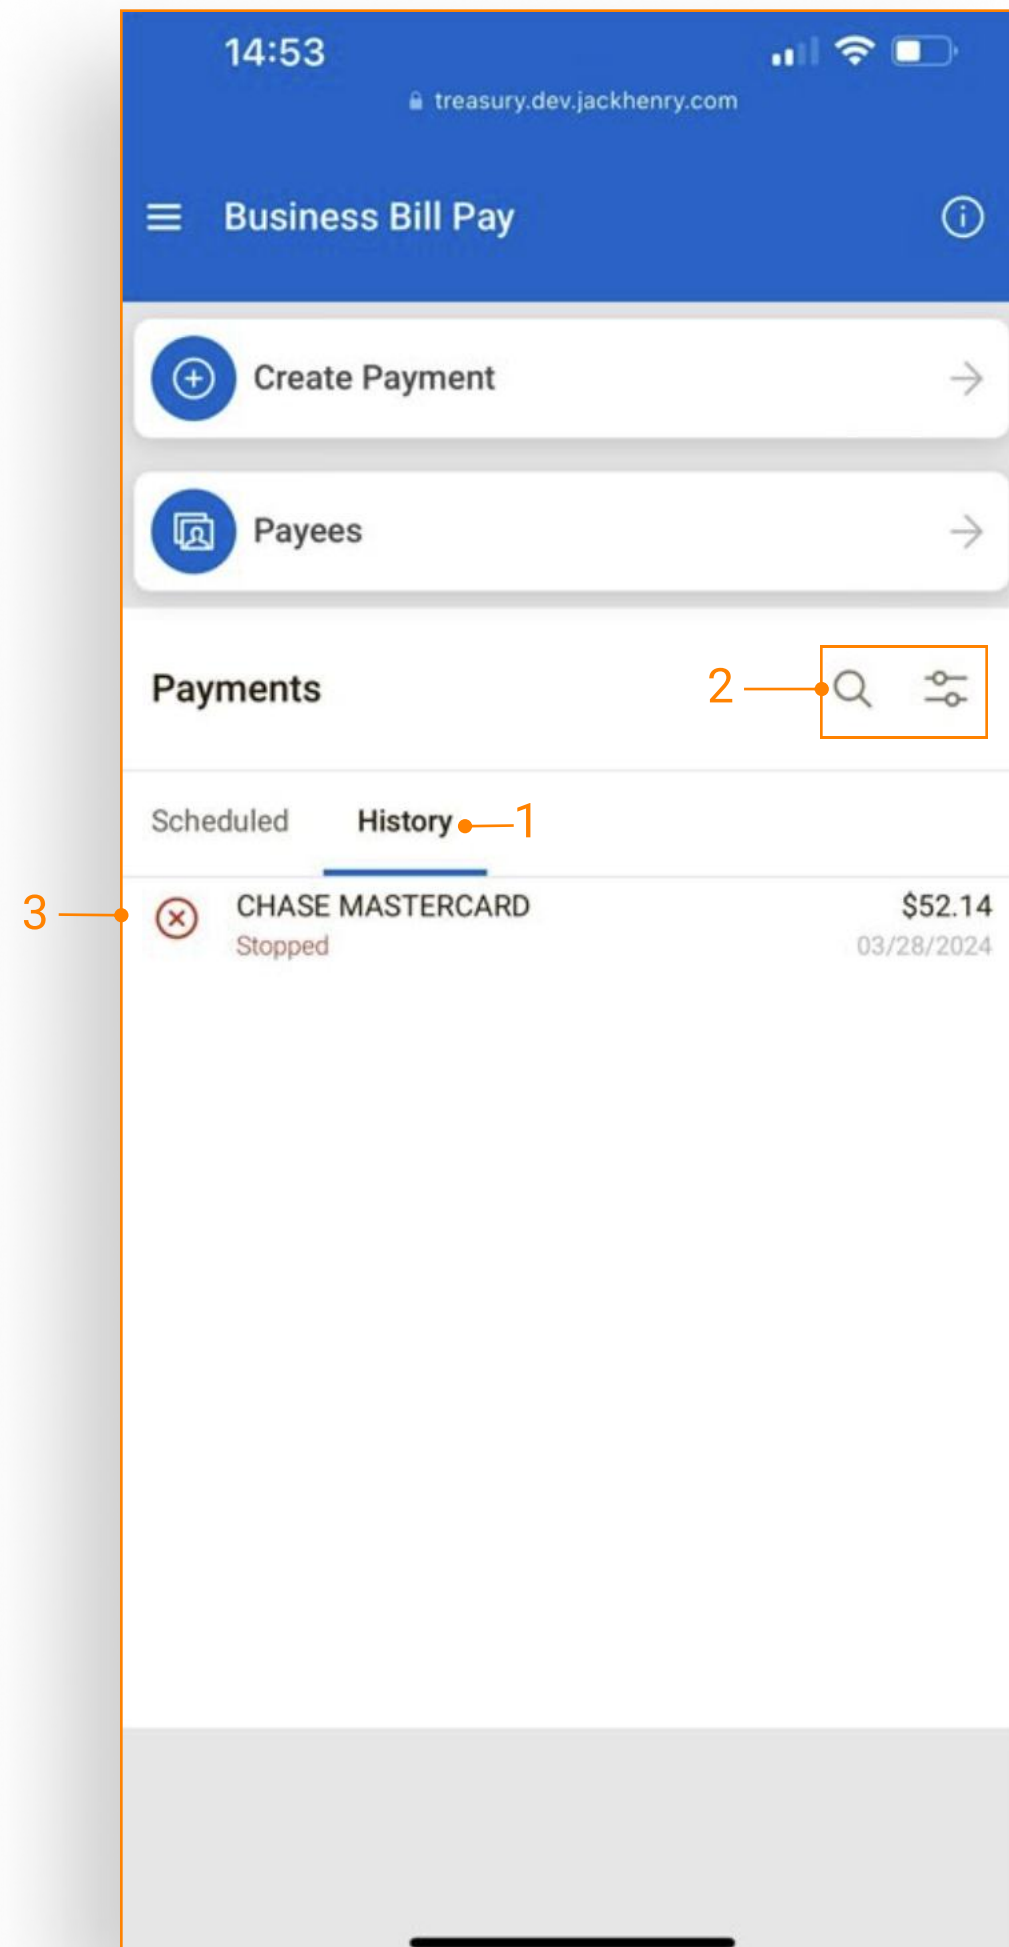 14:53
treasury.dev.jackhenry.com
Business Bill Pay
Create Payment
Payees
Payments
2
Scheduled History 1
3 CHASE MASTERCARD $52.14
Stopped 03/28/2024